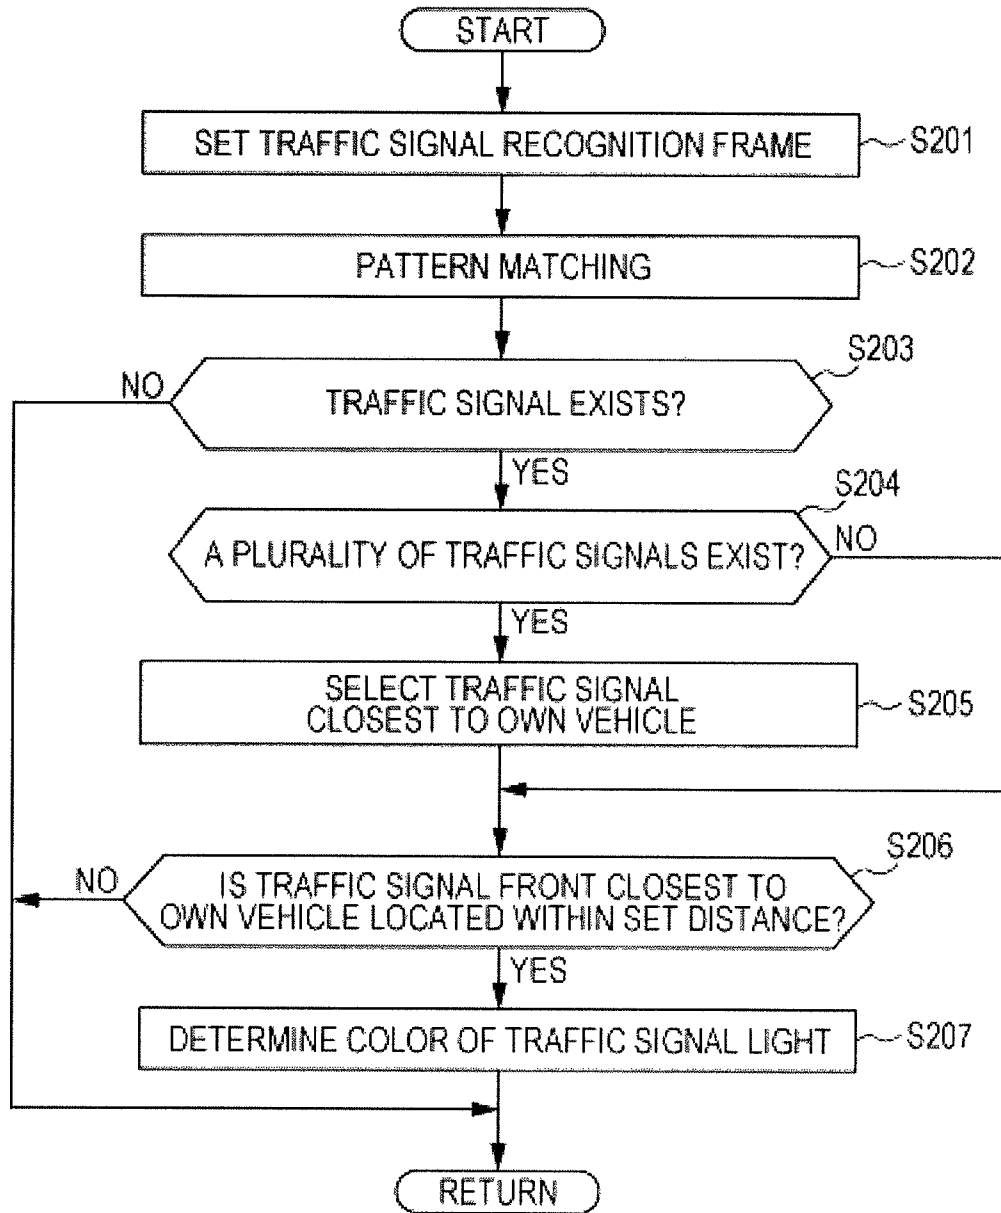 START
SET TRAFFIC SIGNAL RECOGNITION FRAME
S201
PATTERN MATCHING
S202
S203
NO
TRAFFIC SIGNAL EXISTS?
YES
S204
A PLURALITY OF TRAFFIC SIGNALS EXIST?
NO
YES
SELECT TRAFFIC SIGNAL
CLOSEST TO OWN VEHICLE
S205
S206
NO
IS TRAFFIC SIGNAL FRONT CLOSEST TO
OWN VEHICLE LOCATED WITHIN SET DISTANCE?
YES
DETERMINE COLOR OF TRAFFIC SIGNAL LIGHT
S207
RETURN